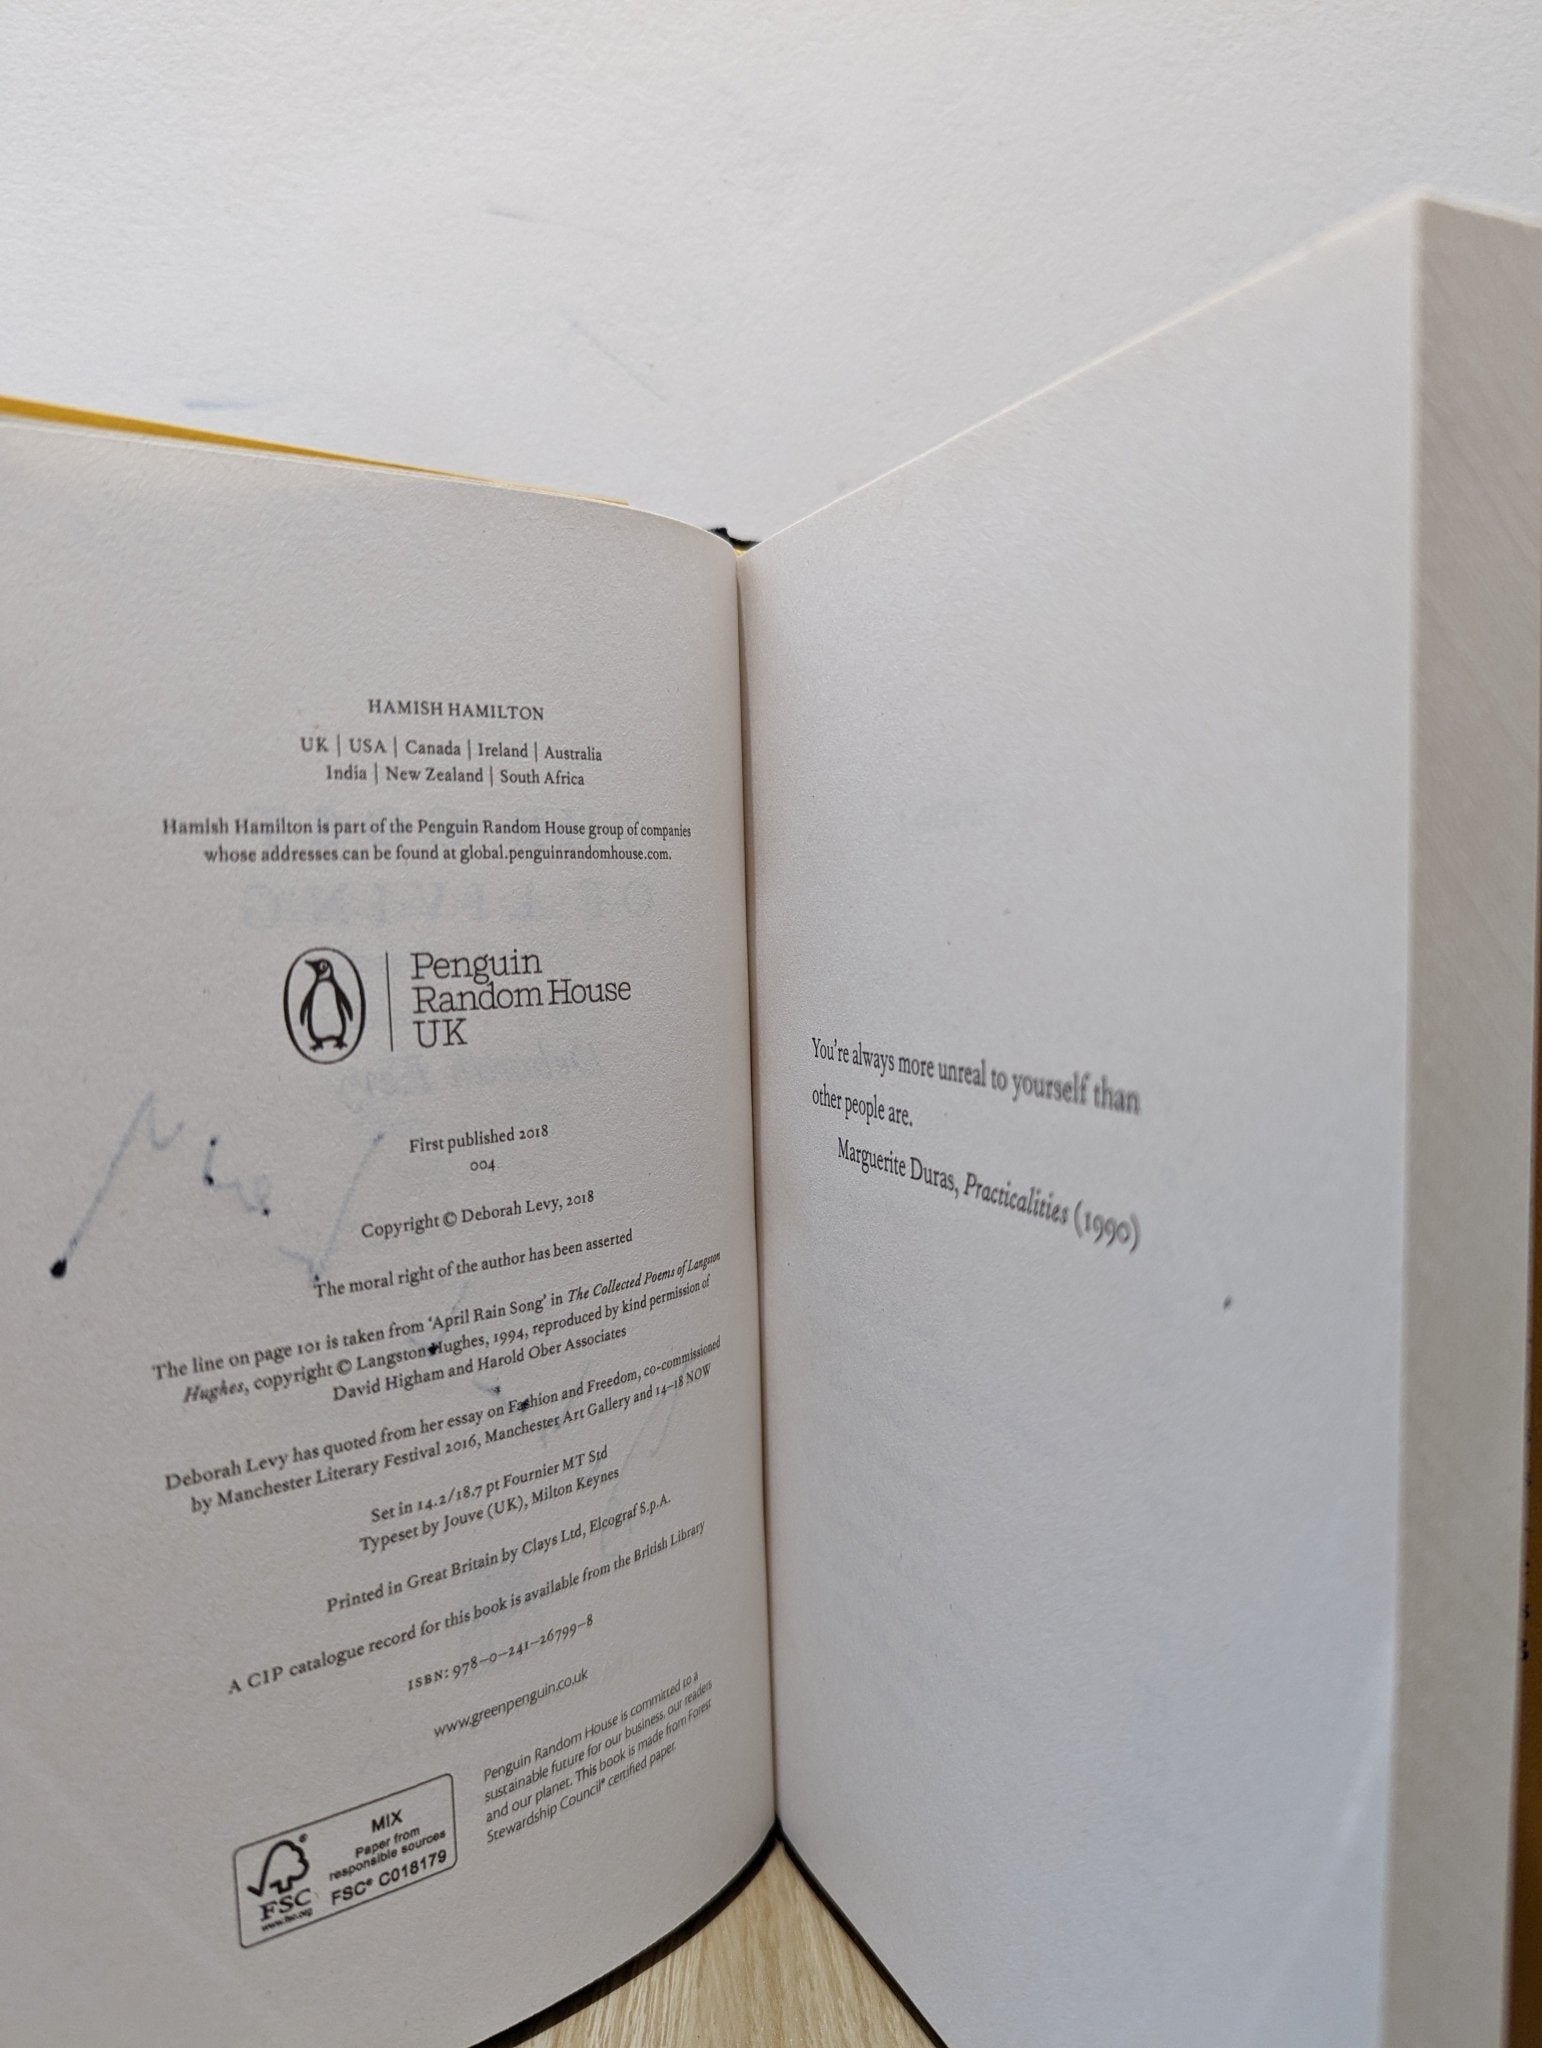 HAMISH HAMILTON
UK | USA | Canada | Ireland | Australia
India | New Zealand | South Africa
Hamish Hamilton is part of the Penguin Random House group of companies
whose addresses can be found at global.penguinrandomhouse.com.
Penguin
Random House
UK
First published 2018
004
Copyright © Deborah Levy, 2018
The moral right of the author has been asserted
The line on page 101 is taken from ‘April Rain Song’ in The Collected Poems of Langston
Hughes, copyright © Langston Hughes, 1994, reproduced by kind permission of
David Higham and Harold Ober Associates
Deborah Levy has quoted from her essay on Fashion and Freedom, co-commissioned
by Manchester Literary Festival 2016, Manchester Art Gallery and 14–18 NOW
Set in 14.2/18.7 pt Fournier MT Std
Typeset by Jouve (UK), Milton Keynes
Printed in Great Britain by Clays Ltd, Elcograf S.p.A.
A CIP catalogue record for this book is available from the British Library
ISBN: 978–0–241–26799–8
www.greenpenguin.co.uk
MIX
Paper from
responsible sources
FSC® C018179
FSC
www.fsc.org
Penguin Random House is committed to a
sustainable future for our business, our readers
and our planet. This book is made from Forest
Stewardship Council® certified paper.
You’re always more unreal to yourself than
other people are.
Marguerite Duras, Practicalities (1990)